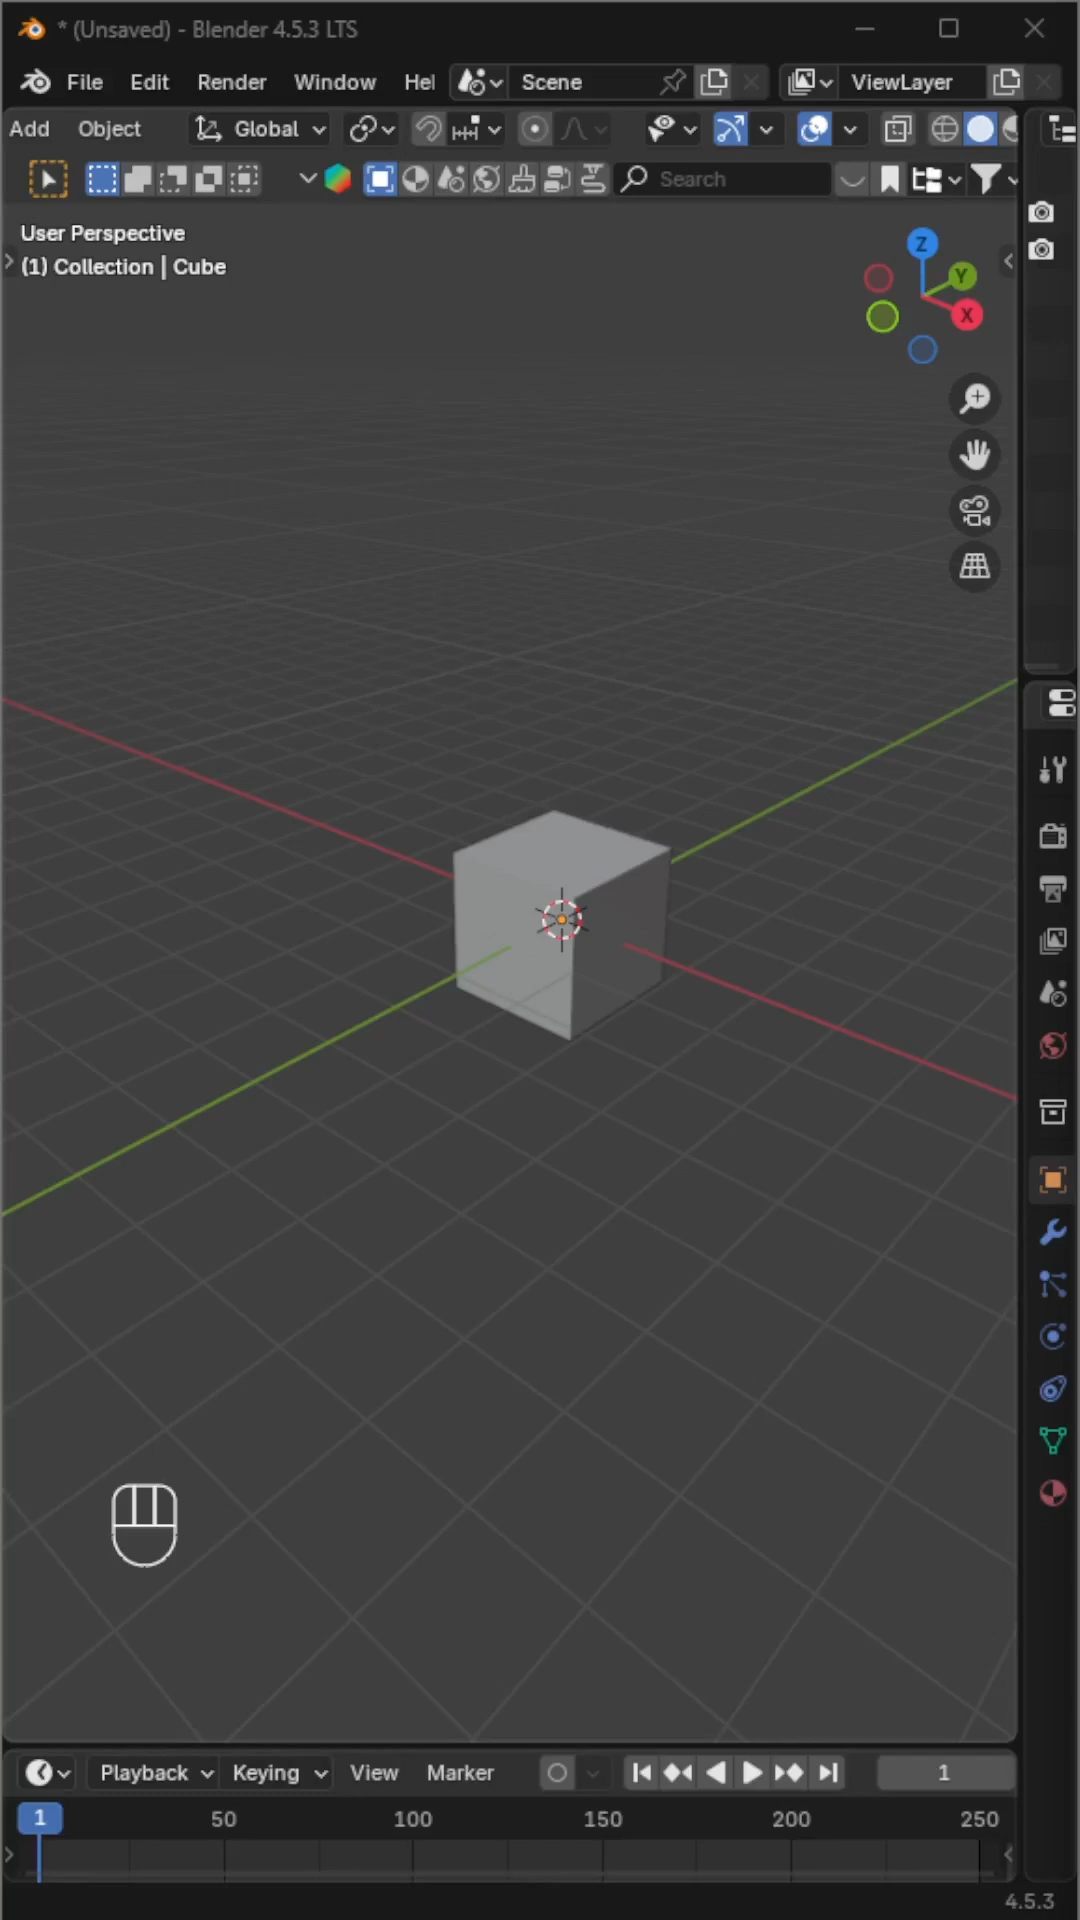 * (Unsaved) - Blender 4.5.3 LTS
File Edit Render Window Hel Scene ViewLayer
Add Object Global
Search
User Perspective
(1) Collection | Cube
Z
Y
X
Playback Keying View Marker 1
1 50 100 150 200 250
4.5.3